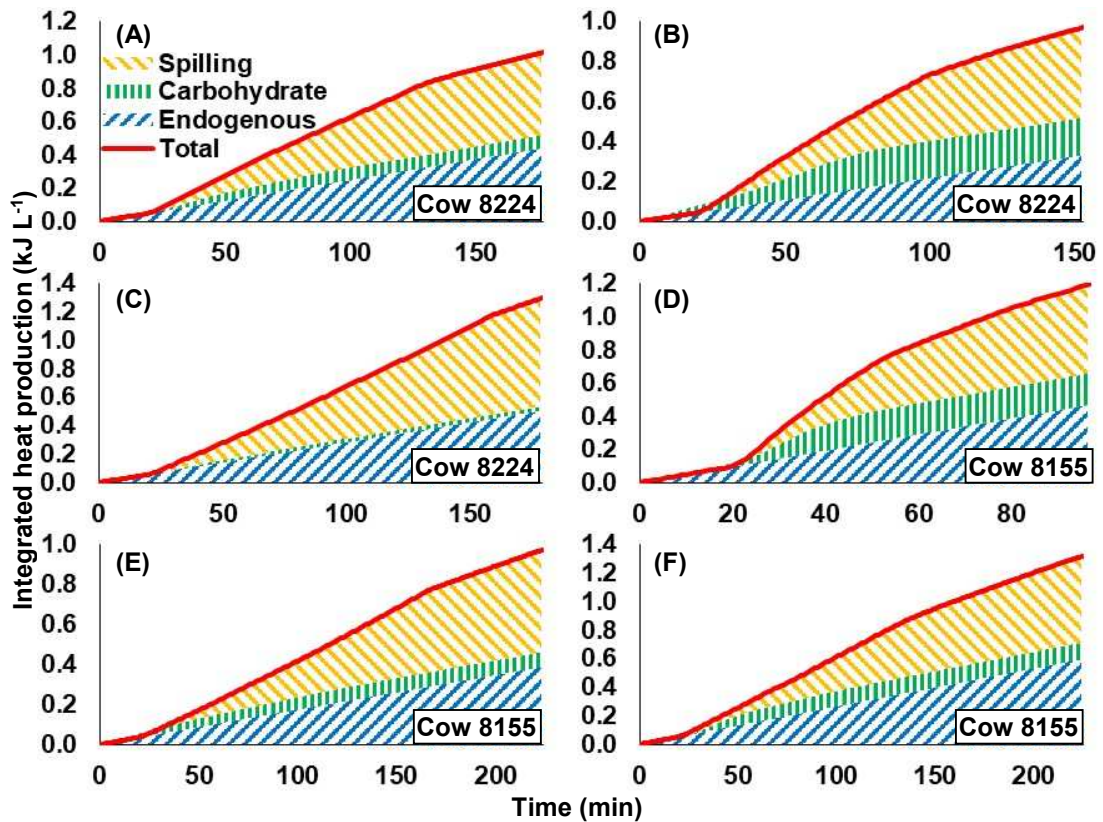 Integrated heat production (kJ L⁻¹)
(A)
Spilling
Carbohydrate
Endogenous
Total
1.2
1.0
0.8
0.6
0.4
0.2
0.0
0 50 100 150
Cow 8224
(B)
1.0
0.8
0.6
0.4
0.2
0.0
0 50 100 150
Cow 8224
(C)
1.4
1.2
1.0
0.8
0.6
0.4
0.2
0.0
0 50 100 150
Cow 8224
(D)
1.2
1.0
0.8
0.6
0.4
0.2
0.0
0 20 40 60 80
Cow 8155
(E)
1.0
0.8
0.6
0.4
0.2
0.0
0 50 100 150 200
Cow 8155
(F)
1.4
1.2
1.0
0.8
0.6
0.4
0.2
0.0
0 50 100 150 200
Cow 8155
Time (min)